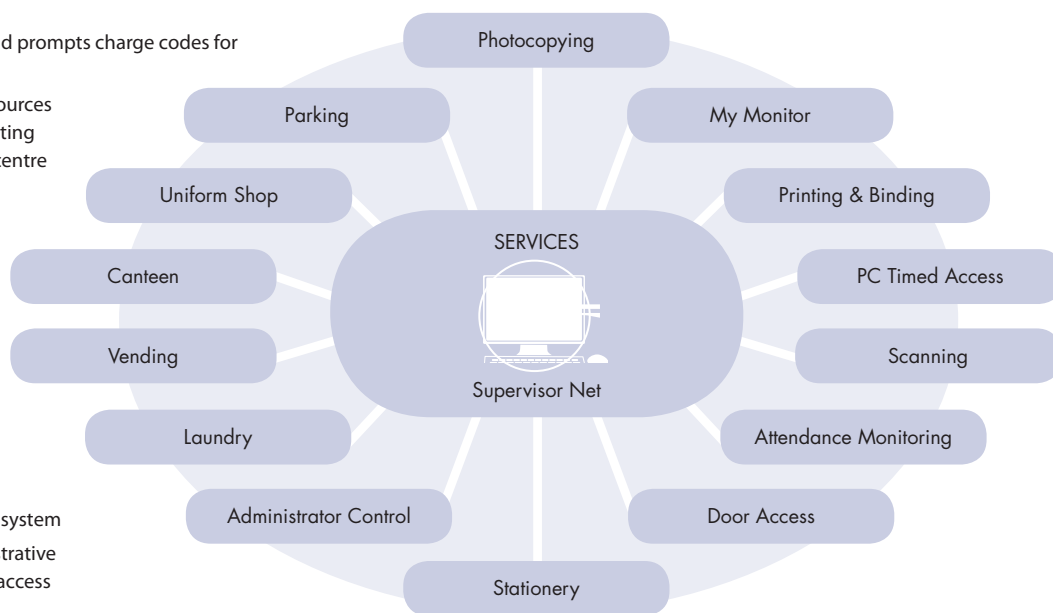 d prompts charge codes for
ources
ting
entre
system
trative
access
Photocopying
Parking
My Monitor
Uniform Shop
Printing & Binding
SERVICES
Canteen
PC Timed Access
Vending
Scanning
Supervisor Net
Laundry
Attendance Monitoring
Administrator Control
Door Access
Stationery